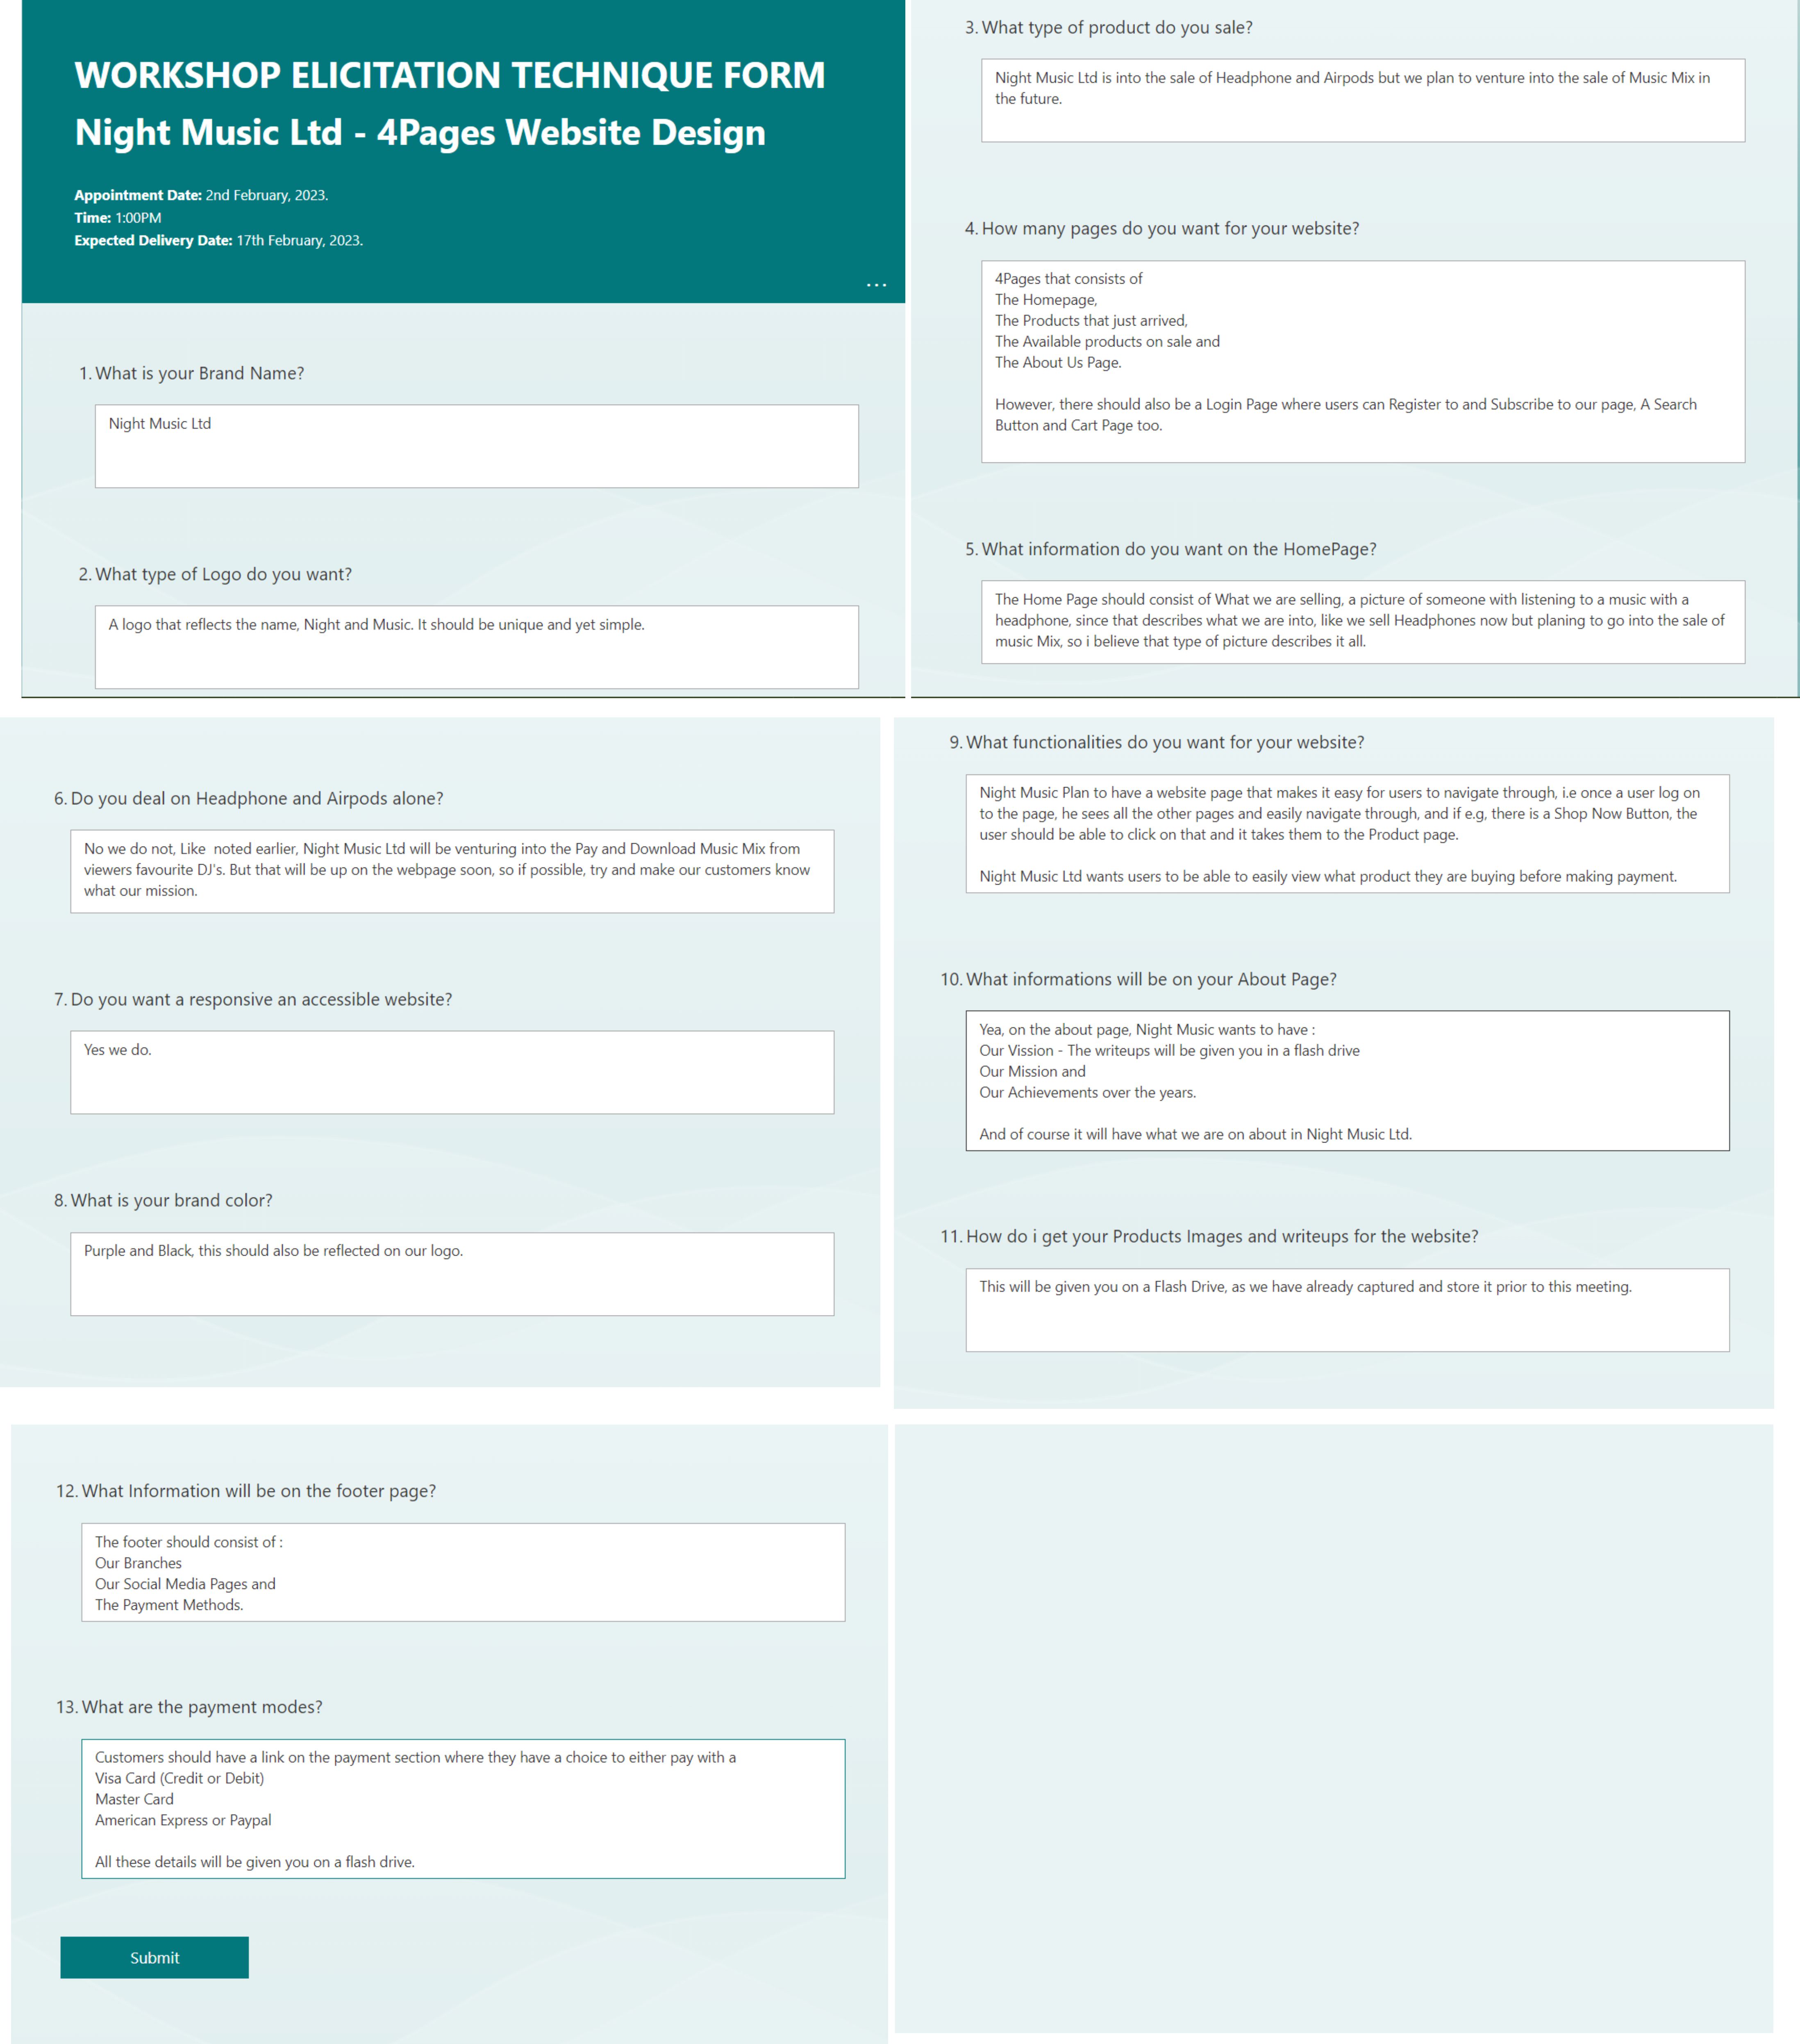 WORKSHOP ELICITATION TECHNIQUE FORM
Night Music Ltd - 4Pages Website Design
Appointment Date: 2nd February, 2023.
Time: 1:00PM
Expected Delivery Date: 17th February, 2023.
...
1. What is your Brand Name?
Night Music Ltd
2. What type of Logo do you want?
A logo that reflects the name, Night and Music. It should be unique and yet simple.
3. What type of product do you sale?
Night Music Ltd is into the sale of Headphone and Airpods but we plan to venture into the sale of Music Mix in
the future.
4. How many pages do you want for your website?
4Pages that consists of
The Homepage,
The Products that just arrived,
The Available products on sale and
The About Us Page.
However, there should also be a Login Page where users can Register to and Subscribe to our page, A Search
Button and Cart Page too.
5. What information do you want on the HomePage?
The Home Page should consist of What we are selling, a picture of someone with listening to a music with a
headphone, since that describes what we are into, like we sell Headphones now but planing to go into the sale of
music Mix, so i believe that type of picture describes it all.
6. Do you deal on Headphone and Airpods alone?
No we do not, Like noted earlier, Night Music Ltd will be venturing into the Pay and Download Music Mix from
viewers favourite DJ's. But that will be up on the webpage soon, so if possible, try and make our customers know
what our mission.
7. Do you want a responsive an accessible website?
Yes we do.
8. What is your brand color?
Purple and Black, this should also be reflected on our logo.
9. What functionalities do you want for your website?
Night Music Plan to have a website page that makes it easy for users to navigate through, i.e once a user log on
to the page, he sees all the other pages and easily navigate through, and if e.g, there is a Shop Now Button, the
user should be able to click on that and it takes them to the Product page.
Night Music Ltd wants users to be able to easily view what product they are buying before making payment.
10. What informations will be on your About Page?
Yea, on the about page, Night Music wants to have :
Our Vission - The writeups will be given you in a flash drive
Our Mission and
Our Achievements over the years.
And of course it will have what we are on about in Night Music Ltd.
11. How do i get your Products Images and writeups for the website?
This will be given you on a Flash Drive, as we have already captured and store it prior to this meeting.
12. What Information will be on the footer page?
The footer should consist of :
Our Branches
Our Social Media Pages and
The Payment Methods.
13. What are the payment modes?
Customers should have a link on the payment section where they have a choice to either pay with a
Visa Card (Credit or Debit)
Master Card
American Express or Paypal
All these details will be given you on a flash drive.
Submit